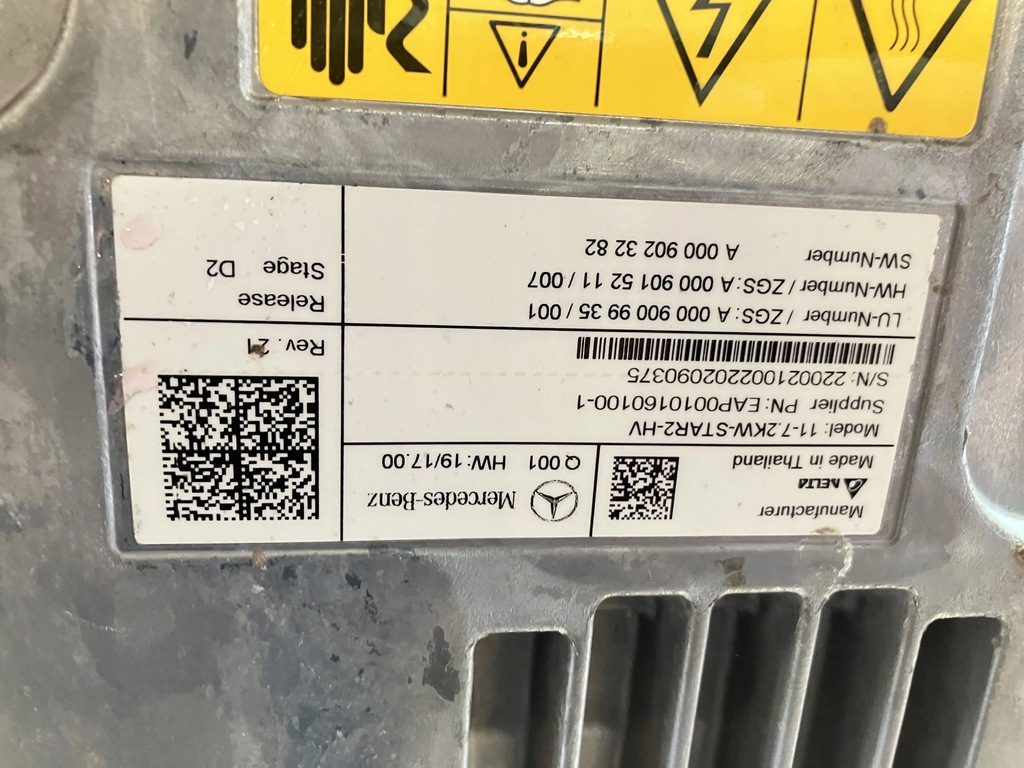 Manufacturer
DELTA
Made in Thailand
Mercedes-Benz
Q 001 HW: 19/17.00
Model: 11-7.2KW-STAR2-HV
Supplier PN: EAP0010160100-1
S/N: 220021002202090375
Rev. 21
LU-Number / ZGS: A 000 900 99 35 / 001
HW-Number / ZGS: A 000 901 52 11 / 007
SW-Number A 000 902 32 82
Release
Stage D2